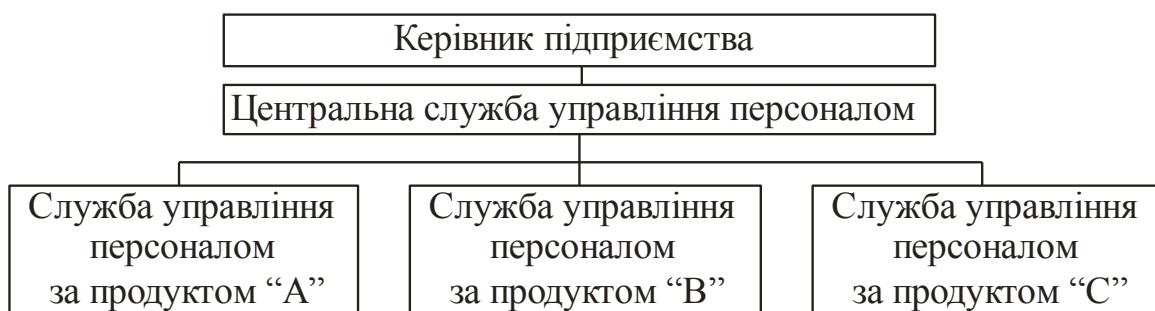 Керівник підприємства
Центральна служба управління персоналом
Служба управління
персоналом
за продуктом “А”
Служба управління
персоналом
за продуктом “В”
Служба управління
персоналом
за продуктом “С”